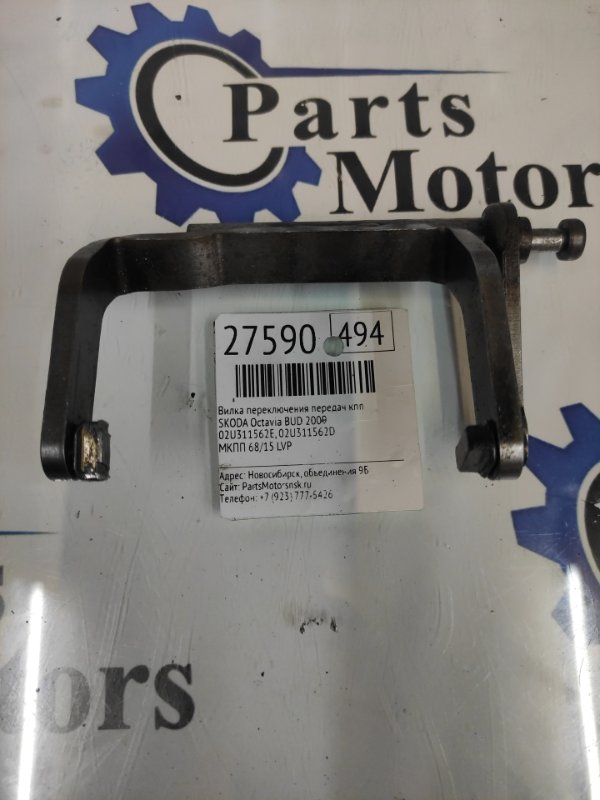 Parts
Motor
27590 494
Вилка переключения передач кпп
SKODA Octavia BUD 2009
02U311562E,02U311562D
МКПП 68/15 LVP
Адрес: Новосибирск, объединения 9Б
Сайт: PartsMotorsnsk.ru
Телефон: +7 (923) 777-5426
s
tors